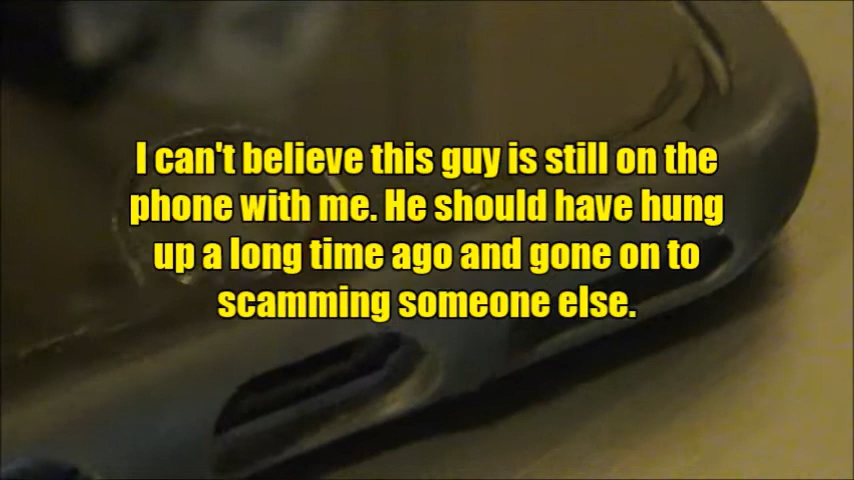 I can't believe this guy is still on the
phone with me. He should have hung
up a long time ago and gone on to
scamming someone else.